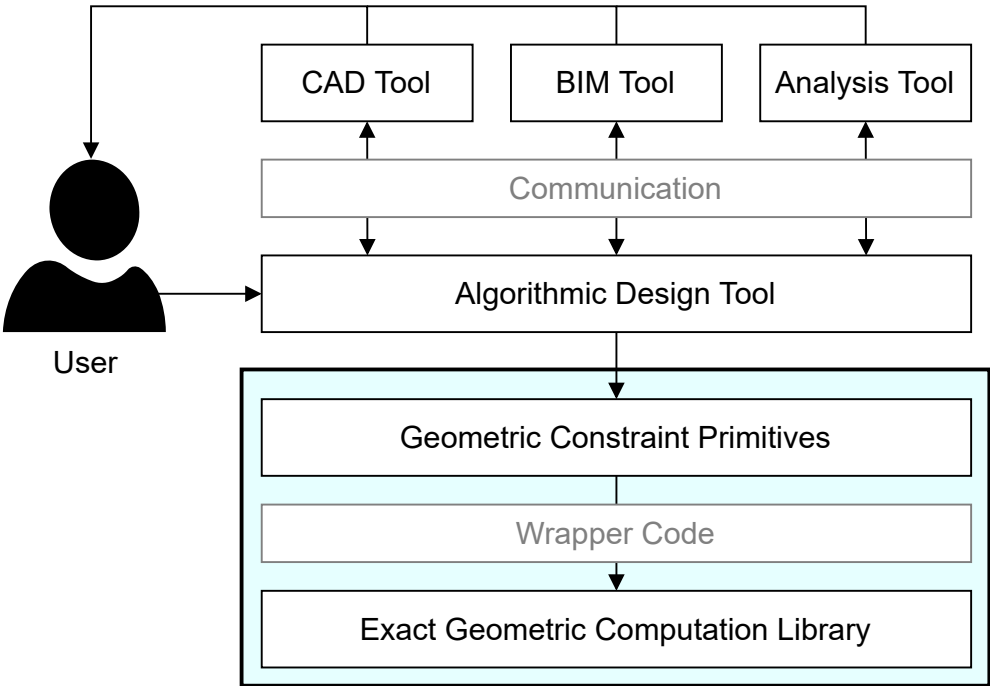 CAD Tool
BIM Tool
Analysis Tool
Communication
Algorithmic Design Tool
User
Geometric Constraint Primitives
Wrapper Code
Exact Geometric Computation Library